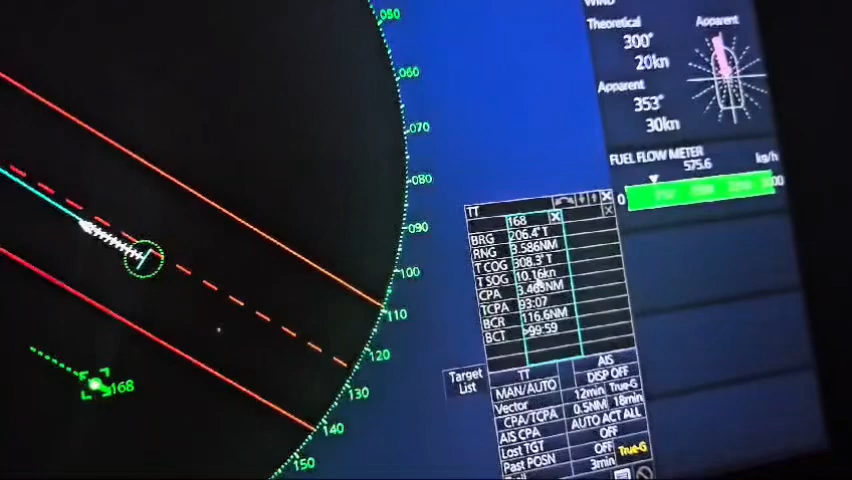 050
060
070
080
090
100
110
120
130
140
150
168
WIND
Theoretical
300°
20kn
Apparent
Apparent
353°
30kn
FUEL FLOW METER
575.6
kg/h
0
TT
168
BRG 206.4°T
RNG 3.586NM
T COG 308.3°T
T SOG 10.16kn
CPA 3.469NM
TCPA 93:07
BCR 116.6NM
BCT >99:59
Target
List
TT AIS
MAN/AUTO DISP OFF
Vector 12min True-G
CPA/TCPA 0.5NM 18min
AIS CPA AUTO ACT ALL
Lost TGT OFF
Past POSN OFF True-G
3min